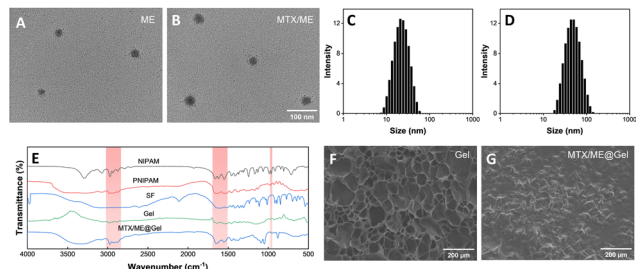 A
ME
B
MTX/ME
100 nm
C
Intensity
12
8
4
0
1
10
100
1000
Size (nm)
D
Intensity
12
8
4
0
1
10
100
1000
Size (nm)
E
Transmittance (%)
NIPAM
PNIPAM
SF
Gel
MTX/ME@Gel
4000
3500
3000
2500
2000
1500
1000
500
Wavenumber (cm⁻¹)
F
Gel
200 μm
G
MTX/ME@Gel
200 μm